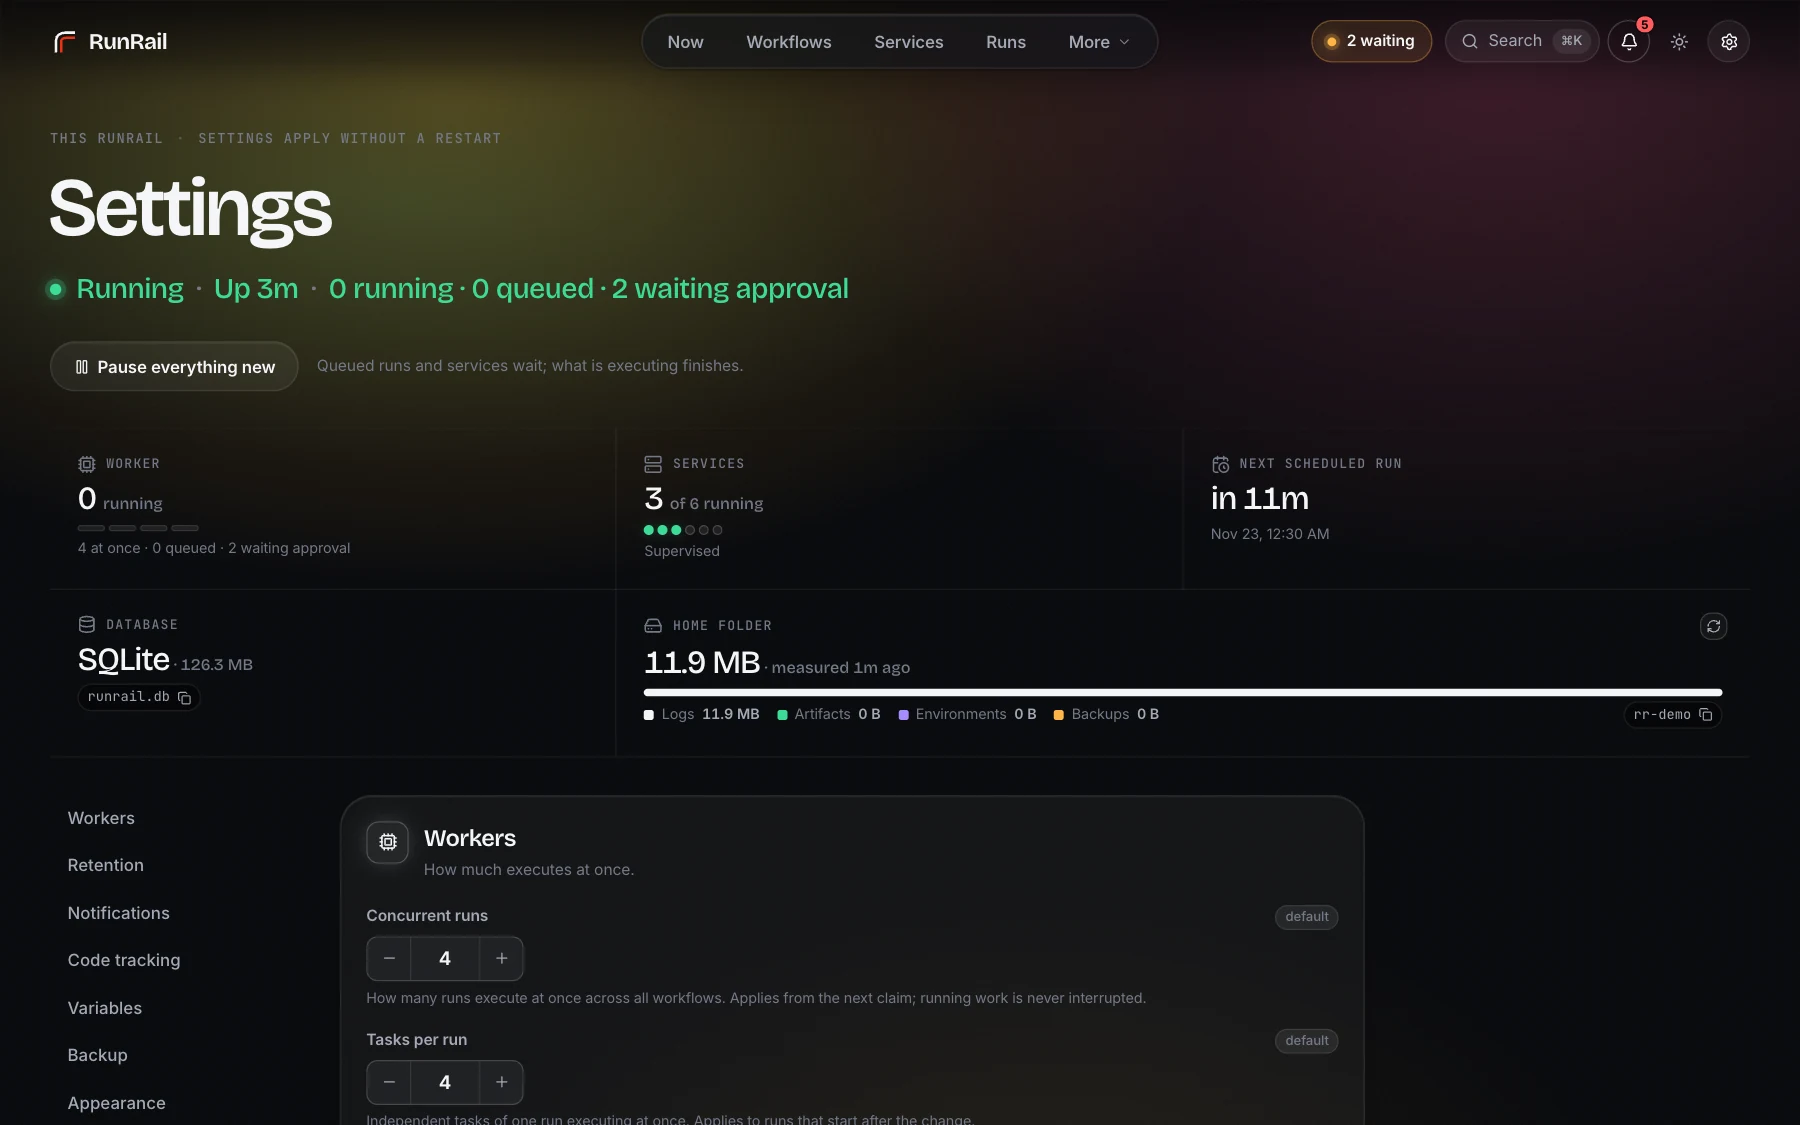 RunRail
Now Workflows Services Runs More
2 waiting
Search ⌘K
5
THIS RUNRAIL · SETTINGS APPLY WITHOUT A RESTART
Settings
Running · Up 3m · 0 running · 0 queued · 2 waiting approval
Pause everything new
Queued runs and services wait; what is executing finishes.
WORKER
0 running
4 at once · 0 queued · 2 waiting approval
SERVICES
3 of 6 running
Supervised
NEXT SCHEDULED RUN
in 11m
Nov 23, 12:30 AM
DATABASE
SQLite · 126.3 MB
runrail.db
HOME FOLDER
11.9 MB · measured 1m ago
Logs 11.9 MB Artifacts 0 B Environments 0 B Backups 0 B
rr-demo
Workers
Retention
Notifications
Code tracking
Variables
Backup
Appearance
Workers
How much executes at once.
Concurrent runs
default
− 4 +
How many runs execute at once across all workflows. Applies from the next claim; running work is never interrupted.
Tasks per run
default
− 4 +
Independent tasks of one run executing at once. Applies to runs that start after the change.